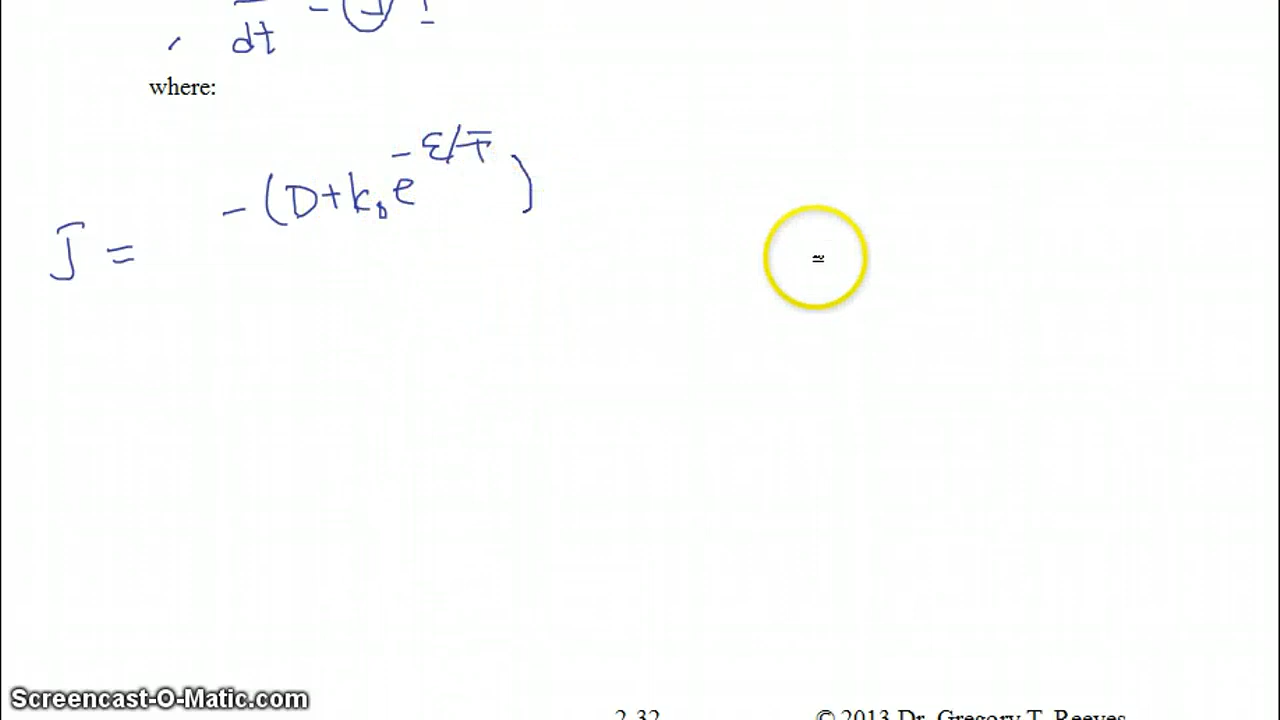 dt
where:
J = -(D+k₀e^{-ε/T̄})
Screencast-O-Matic.com
2-32
© 2013 Dr. Gregory T. Reeves